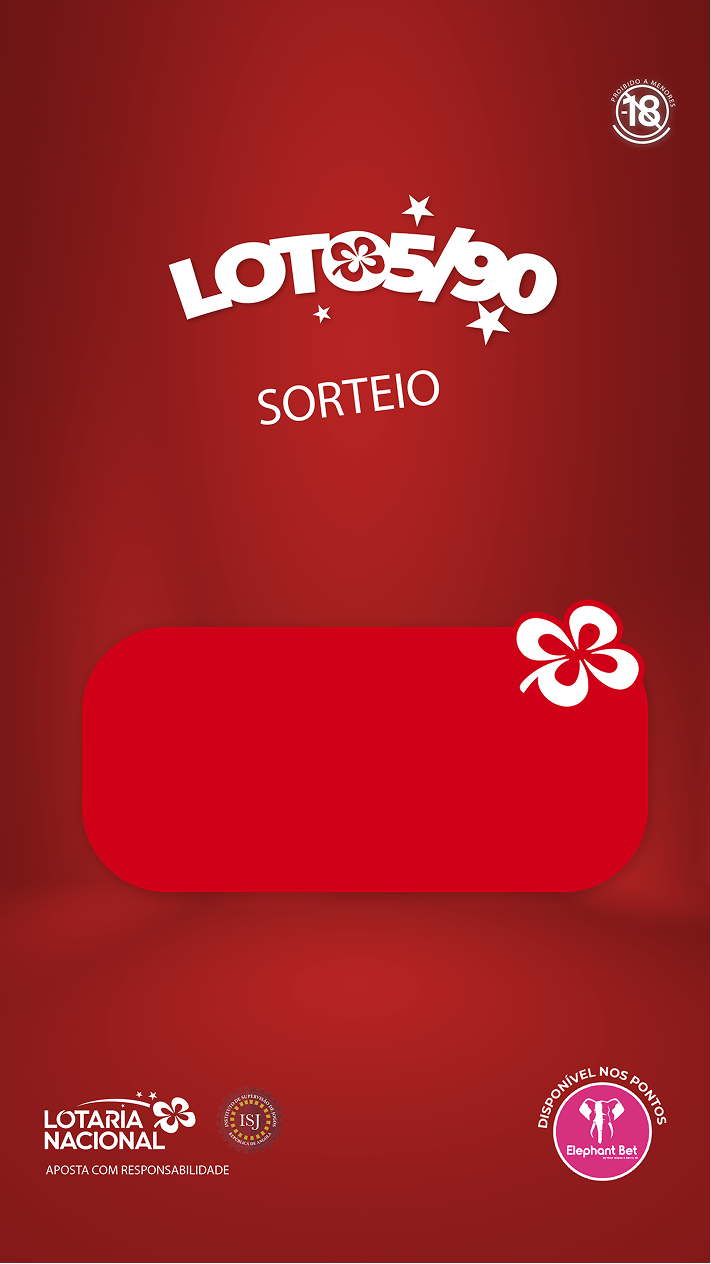 PROIBIDO A MENORES
-18
LOTO5/90
SORTEIO
LOTARIA
NACIONAL
APOSTA COM RESPONSABILIDADE
INSTITUTO DE SUPERVISÃO DE JOGOS
ISJ
REPÚBLICA DE ANGOLA
DISPONÍVEL NOS PONTOS
Elephant Bet